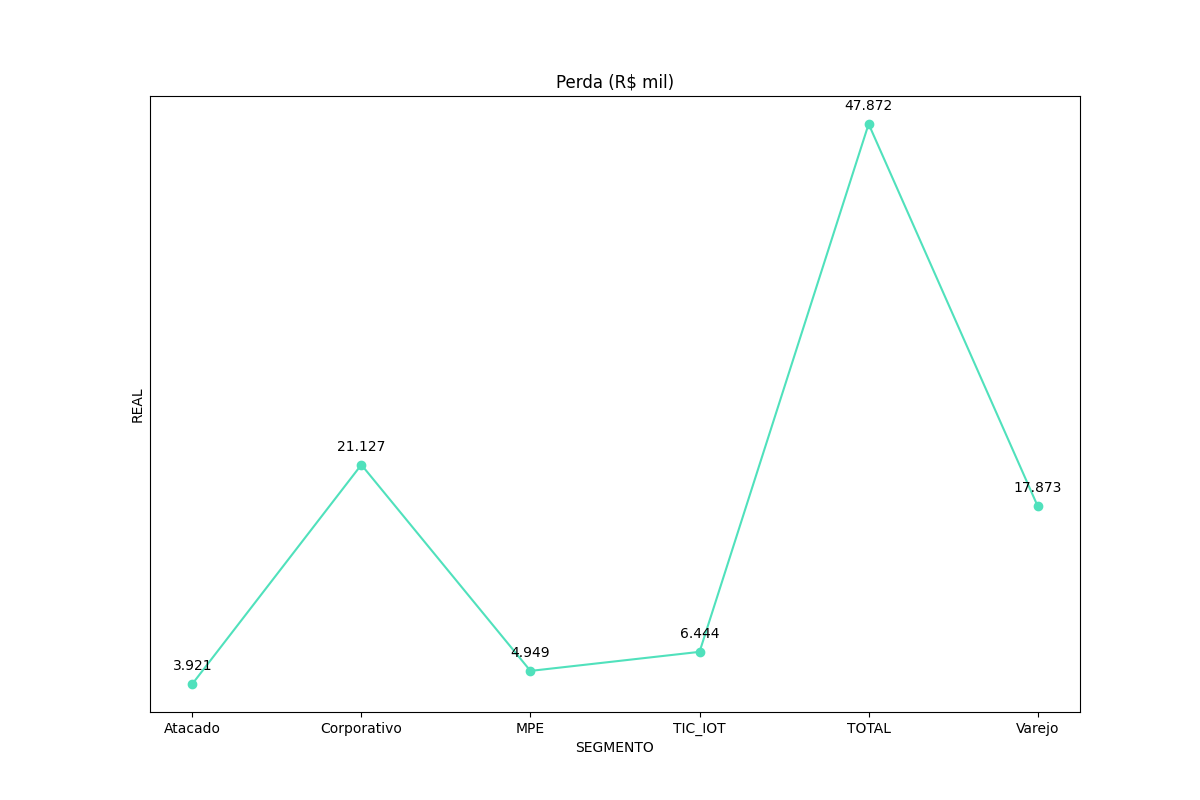 Perda (R$ mil)
47.872
REAL
21.127
17.873
6.444
4.949
3.921
Atacado Corporativo MPE TIC_IOT TOTAL Varejo
SEGMENTO